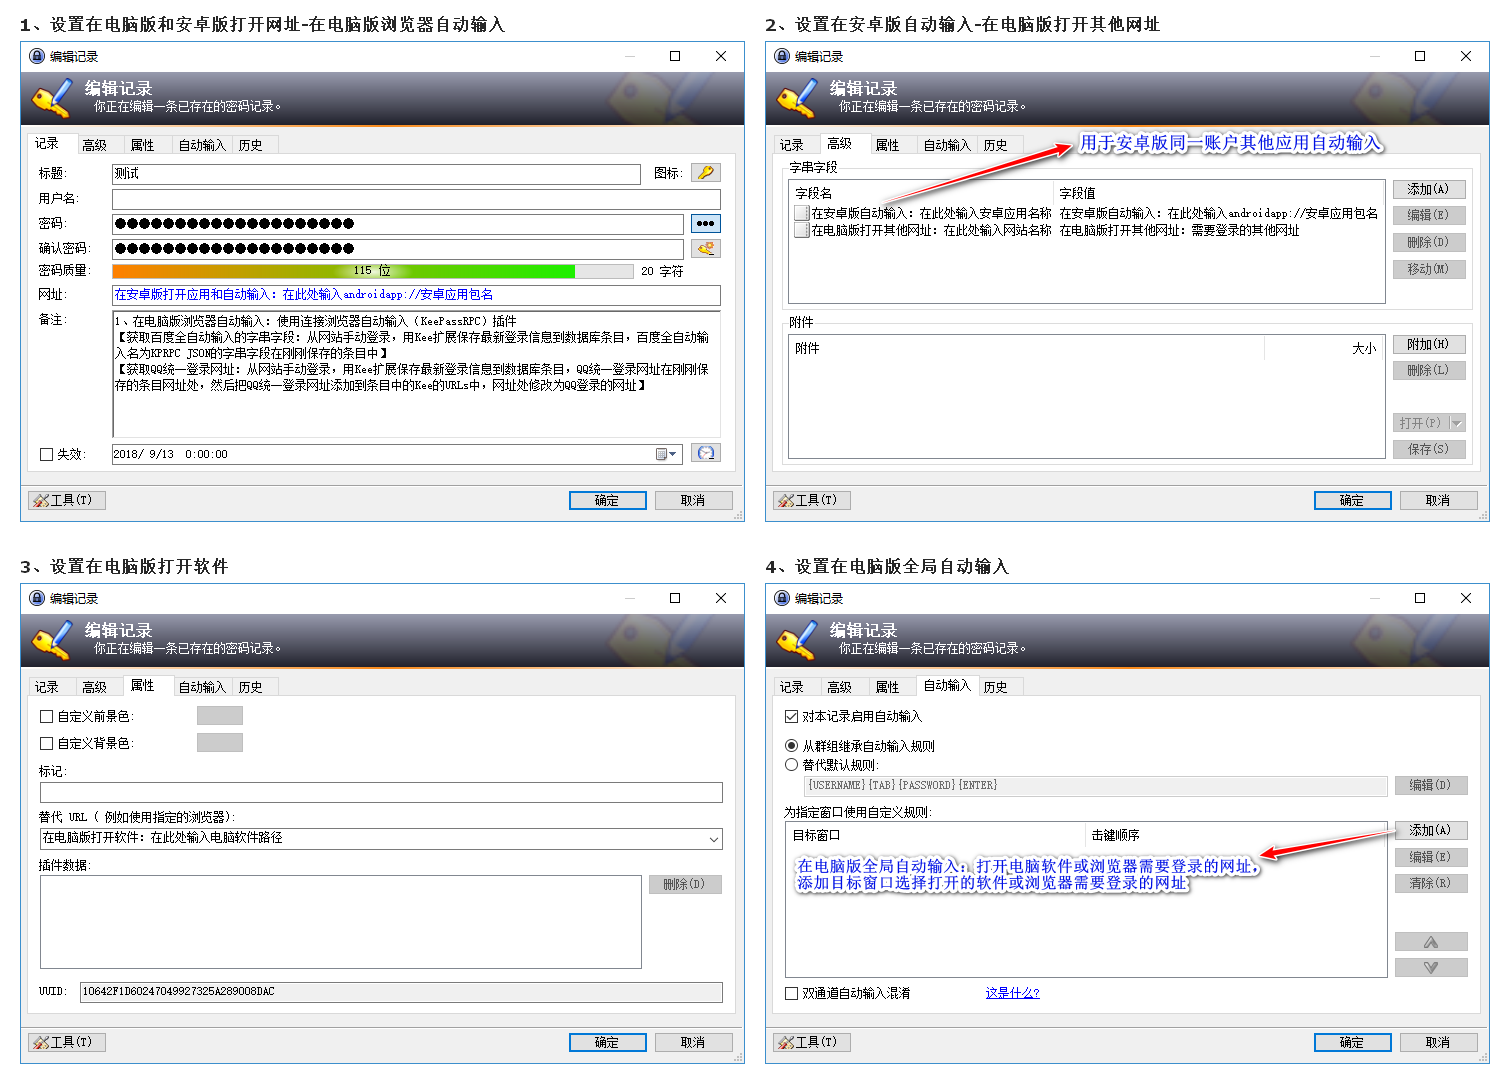 1、设置在电脑版和安卓版打开网址-在电脑版浏览器自动输入
编辑记录
编辑记录
你正在编辑一条已存在的密码记录。
记录 高级 属性 自动输入 历史
标题: 测试 图标:
用户名:
密码: ●●●●●●●●●●●●●●●●●●●● •••
确认密码: ●●●●●●●●●●●●●●●●●●●●
密码质量: 115 位 20 字符
网址: 在安卓版打开应用和自动输入: 在此处输入androidapp://安卓应用包名
备注: 1、在电脑版浏览器自动输入: 使用连接浏览器自动输入（KeePassRPC）插件
【获取百度全自动输入的字串字段: 从网站手动登录, 用Kee扩展保存最新登录信息到数据库条目, 百度全自动输
入名为KPRPC JSON的字串字段在刚刚保存的条目中】
【获取QQ统一登录网址: 从网站手动登录, 用Kee扩展保存最新登录信息到数据库条目, QQ统一登录网址在刚刚保
存的条目网址处, 然后把QQ统一登录网址添加到条目中的Kee的URLs中, 网址处修改为QQ登录的网址】
失效: 2018/ 9/13 0:00:00
工具(T) 确定 取消
2、设置在安卓版自动输入-在电脑版打开其他网址
编辑记录
编辑记录
你正在编辑一条已存在的密码记录。
记录 高级 属性 自动输入 历史
用于安卓版同一账户其他应用自动输入
字串字段
字段名 字段值 添加(A)
在安卓版自动输入: 在此处输入安卓应用名称 在安卓版自动输入: 在此处输入androidapp://安卓应用包名 编辑(E)
在电脑版打开其他网址: 在此处输入网站名称 在电脑版打开其他网址: 需要登录的其他网址
删除(D)
移动(M)
附件
附件 大小 附加(H)
删除(L)
打开(P)
保存(S)
工具(T) 确定 取消
3、设置在电脑版打开软件
编辑记录
编辑记录
你正在编辑一条已存在的密码记录。
记录 高级 属性 自动输入 历史
自定义前景色:
自定义背景色:
标记:
替代 URL ( 例如使用指定的浏览器):
在电脑版打开软件: 在此处输入电脑软件路径
插件数据:
删除(D)
UUID: 10642F1D60247049927325A289008DAC
工具(T) 确定 取消
4、设置在电脑版全局自动输入
编辑记录
编辑记录
你正在编辑一条已存在的密码记录。
记录 高级 属性 自动输入 历史
对本记录启用自动输入
从群组继承自动输入规则
替代默认规则:
{USERNAME}{TAB}{PASSWORD}{ENTER} 编辑(D)
为指定窗口使用自定义规则:
目标窗口 击键顺序 添加(A)
在电脑版全局自动输入: 打开电脑软件或浏览器需要登录的网址, 编辑(E)
添加目标窗口选择打开的软件或浏览器需要登录的网址 清除(R)
双通道自动输入混淆 这是什么?
工具(T) 确定 取消